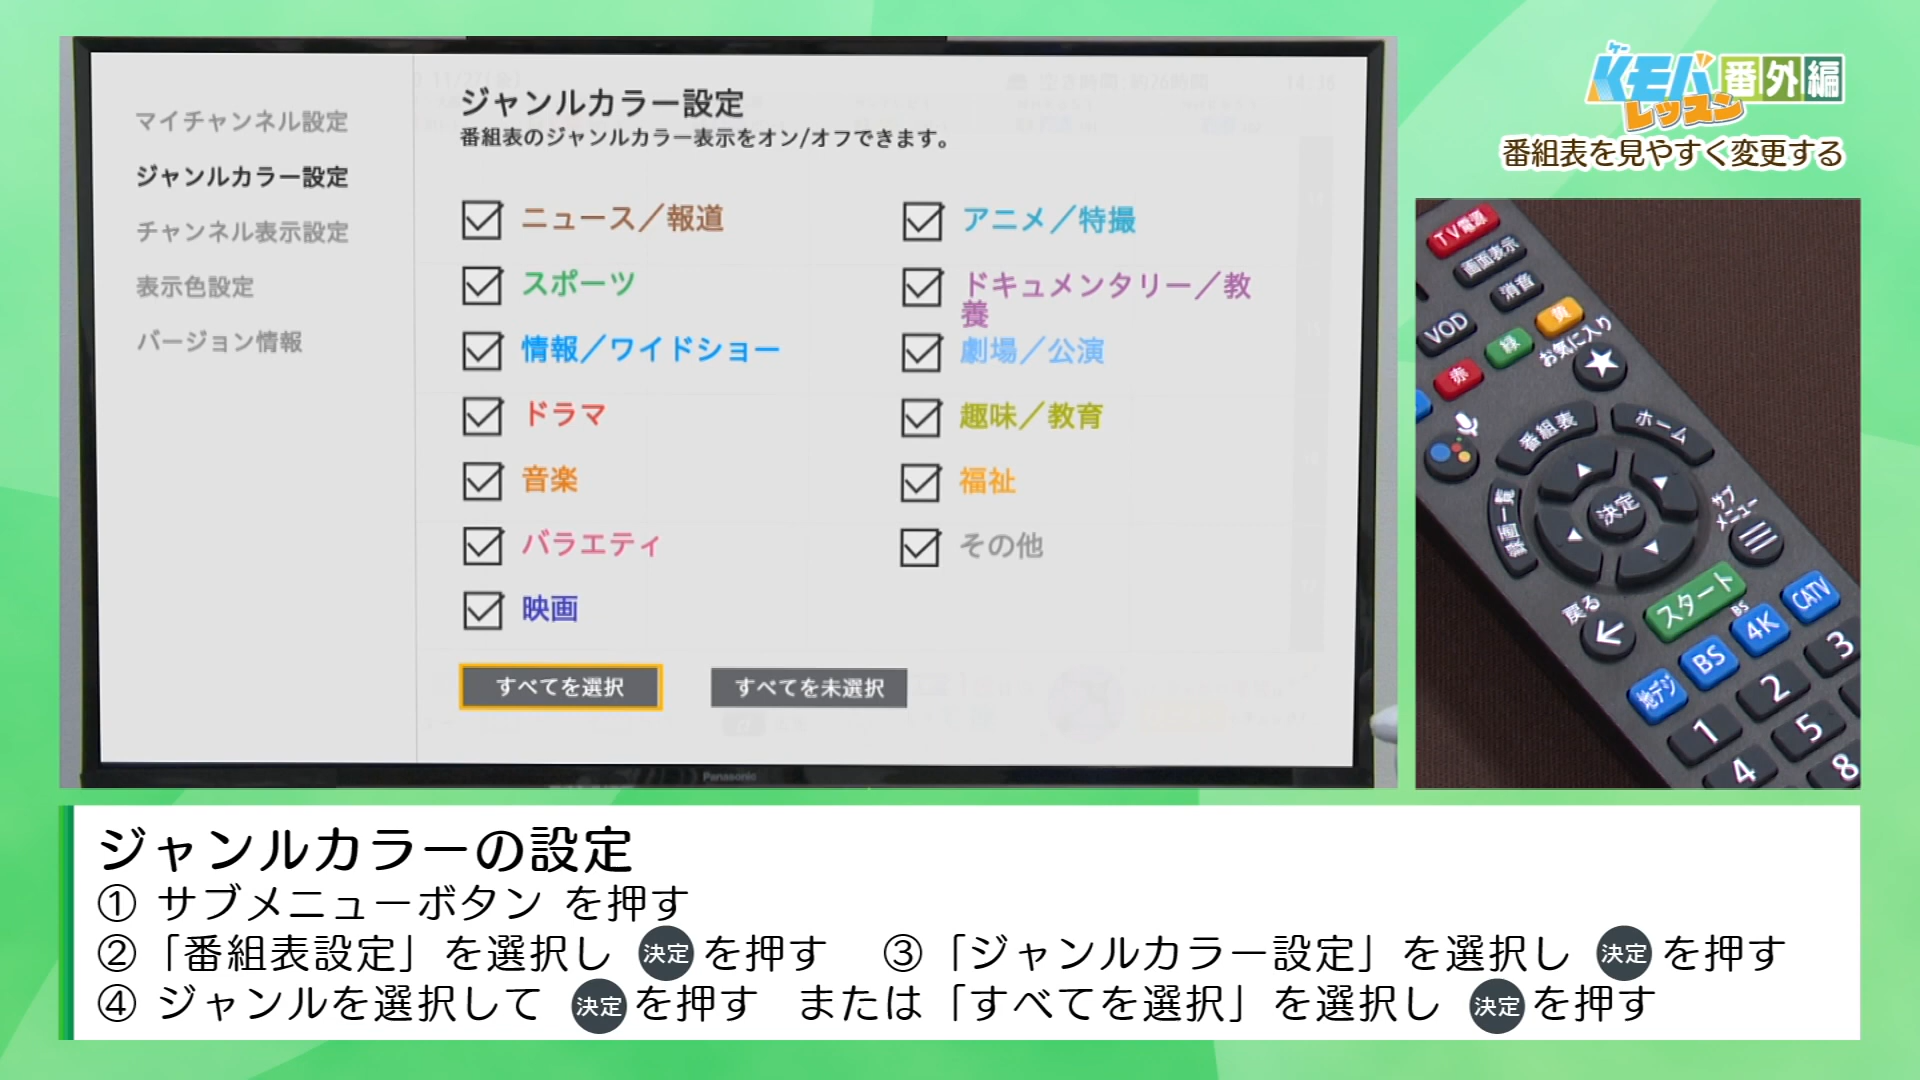 ケー
Kモバ
レッスン
番外編
番組表を見やすく変更する
マイチャンネル設定
ジャンルカラー設定
チャンネル表示設定
表示色設定
バージョン情報
ジャンルカラー設定
番組表のジャンルカラー表示をオン/オフできます。
ニュース／報道
スポーツ
情報／ワイドショー
ドラマ
音楽
バラエティ
映画
アニメ／特撮
ドキュメンタリー／教
養
劇場／公演
趣味／教育
福祉
その他
すべてを選択
すべてを未選択
Panasonic
TV電源
画面表示
消音
VOD
黄
緑
赤
お気に入り
番組表
ホーム
録画一覧
決定
サブ
メニュー
戻る
スタート
地デジ
BS
BS
4K
CATV
1
2
3
4
5
8
ジャンルカラーの設定
① サブメニューボタン を押す
②「番組表設定」を選択し 決定 を押す ③「ジャンルカラー設定」を選択し 決定 を押す
④ ジャンルを選択して 決定 を押す または「すべてを選択」を選択し 決定 を押す